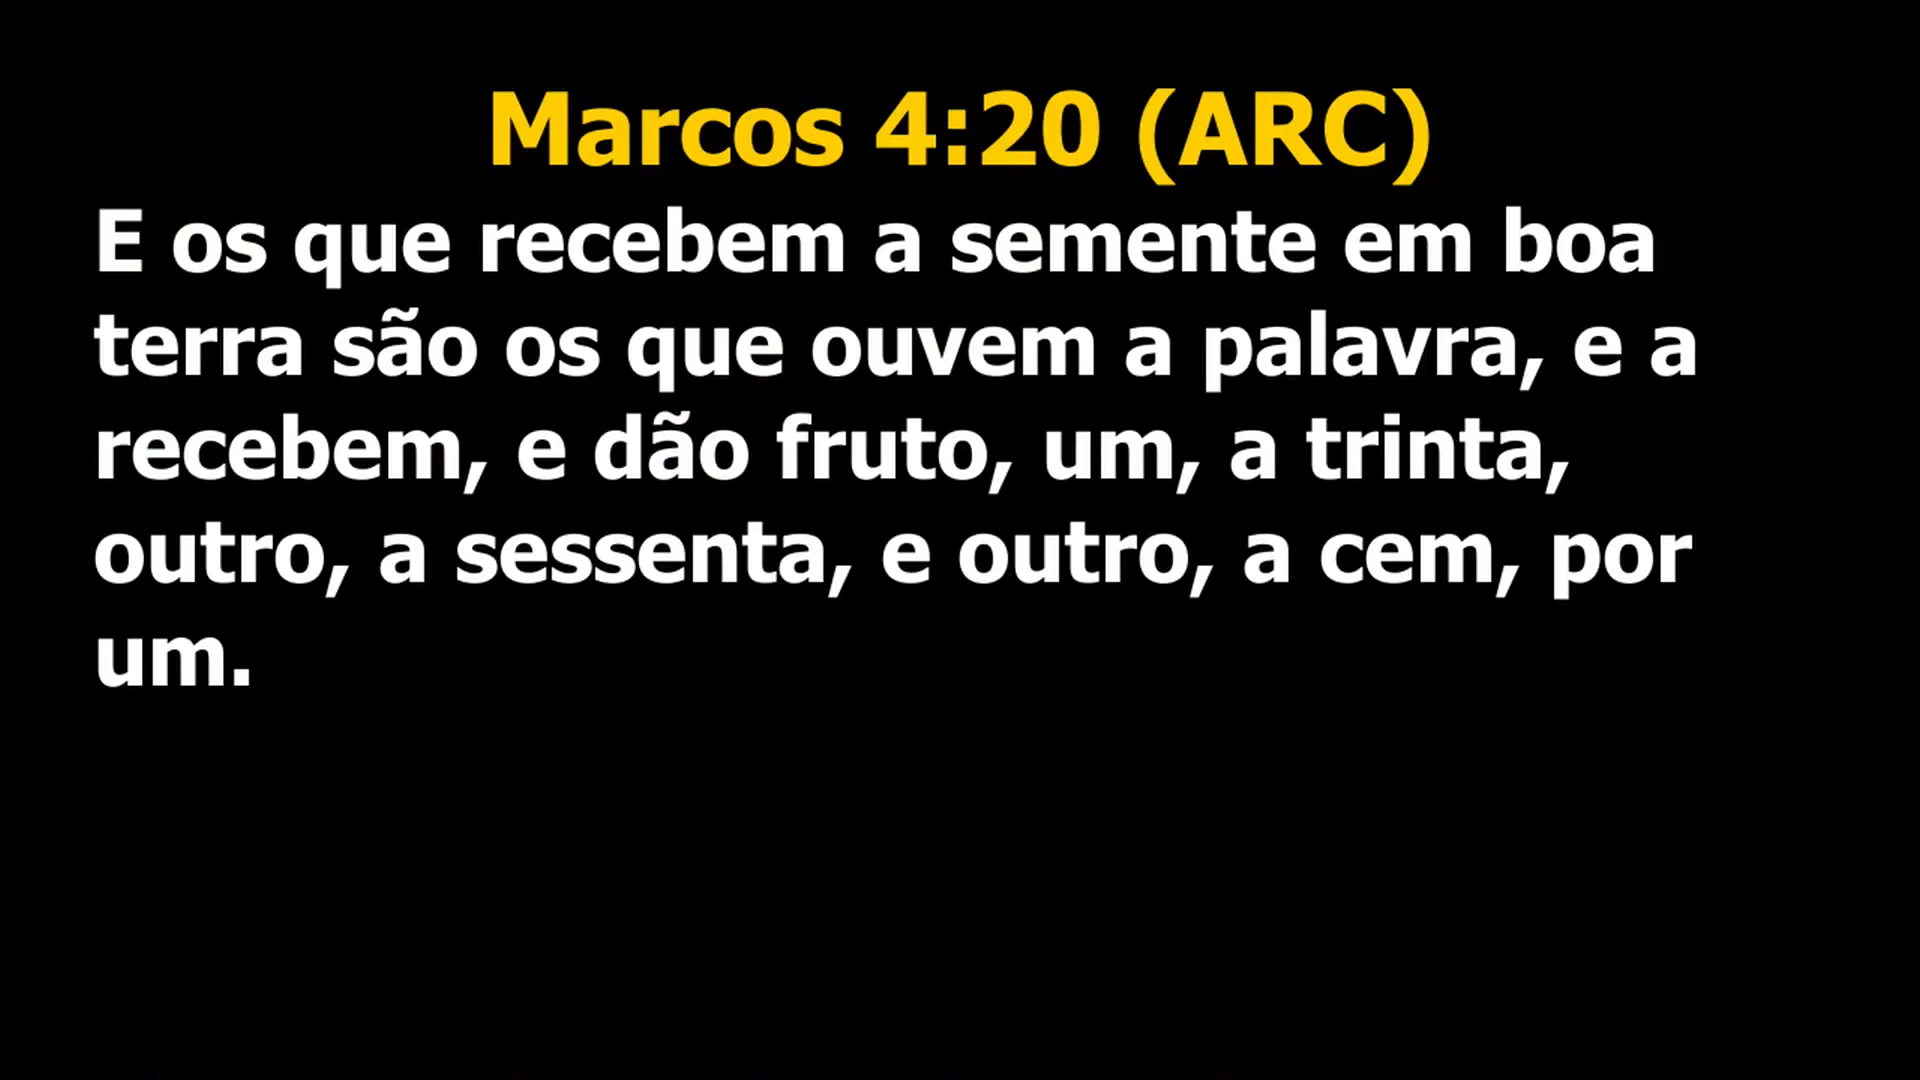 Marcos 4:20 (ARC)
E os que recebem a semente em boa
terra são os que ouvem a palavra, e a
recebem, e dão fruto, um, a trinta,
outro, a sessenta, e outro, a cem, por
um.